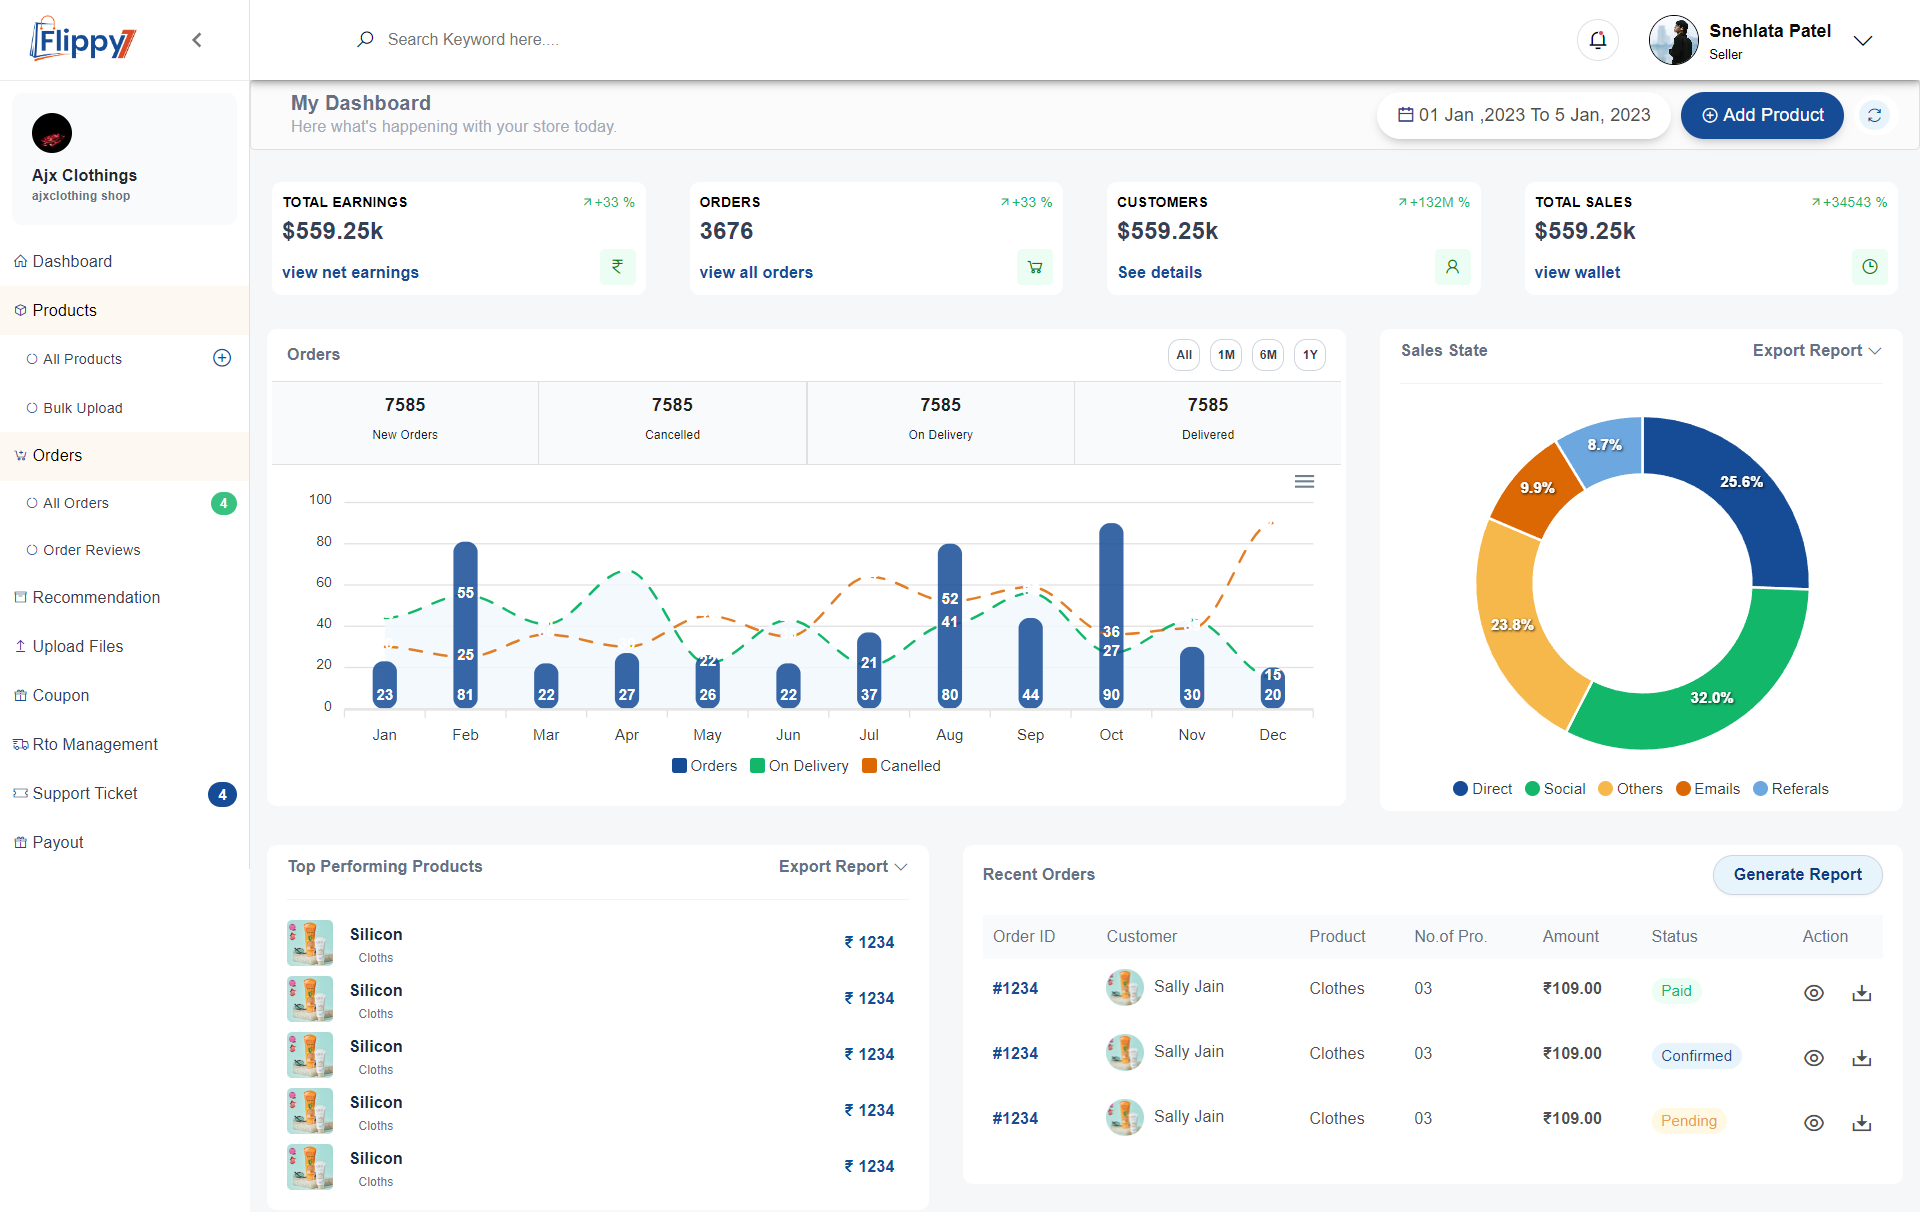 Flippy7
Search Keyword here....
Snehlata Patel
Seller
Ajx Clothings
ajxclothing shop
Dashboard
Products
All Products
Bulk Upload
Orders
All Orders 4
Order Reviews
Recommendation
Upload Files
Coupon
Rto Management
Support Ticket 4
Payout
My Dashboard
Here what's happening with your store today.
01 Jan ,2023 To 5 Jan, 2023
Add Product
TOTAL EARNINGS +33 %
$559.25k
view net earnings
₹
ORDERS +33 %
3676
view all orders
CUSTOMERS +132M %
$559.25k
See details
TOTAL SALES +34543 %
$559.25k
view wallet
Orders
All 1M 6M 1Y
7585 7585 7585 7585
New Orders Cancelled On Delivery Delivered
100
80
60
40
20
0
55 52 41 36 27
25 21 22 15
23 81 22 27 26 22 37 80 44 90 30 20
Jan Feb Mar Apr May Jun Jul Aug Sep Oct Nov Dec
Orders On Delivery Canelled
Sales State
Export Report
8.7%
25.6%
9.9%
23.8%
32.0%
Direct Social Others Emails Referals
Top Performing Products
Export Report
Silicon
Cloths
₹ 1234
Silicon
Cloths
₹ 1234
Silicon
Cloths
₹ 1234
Silicon
Cloths
₹ 1234
Silicon
Cloths
₹ 1234
Recent Orders
Generate Report
Order ID Customer Product No.of Pro. Amount Status Action
#1234 Sally Jain Clothes 03 ₹109.00 Paid
#1234 Sally Jain Clothes 03 ₹109.00 Confirmed
#1234 Sally Jain Clothes 03 ₹109.00 Pending